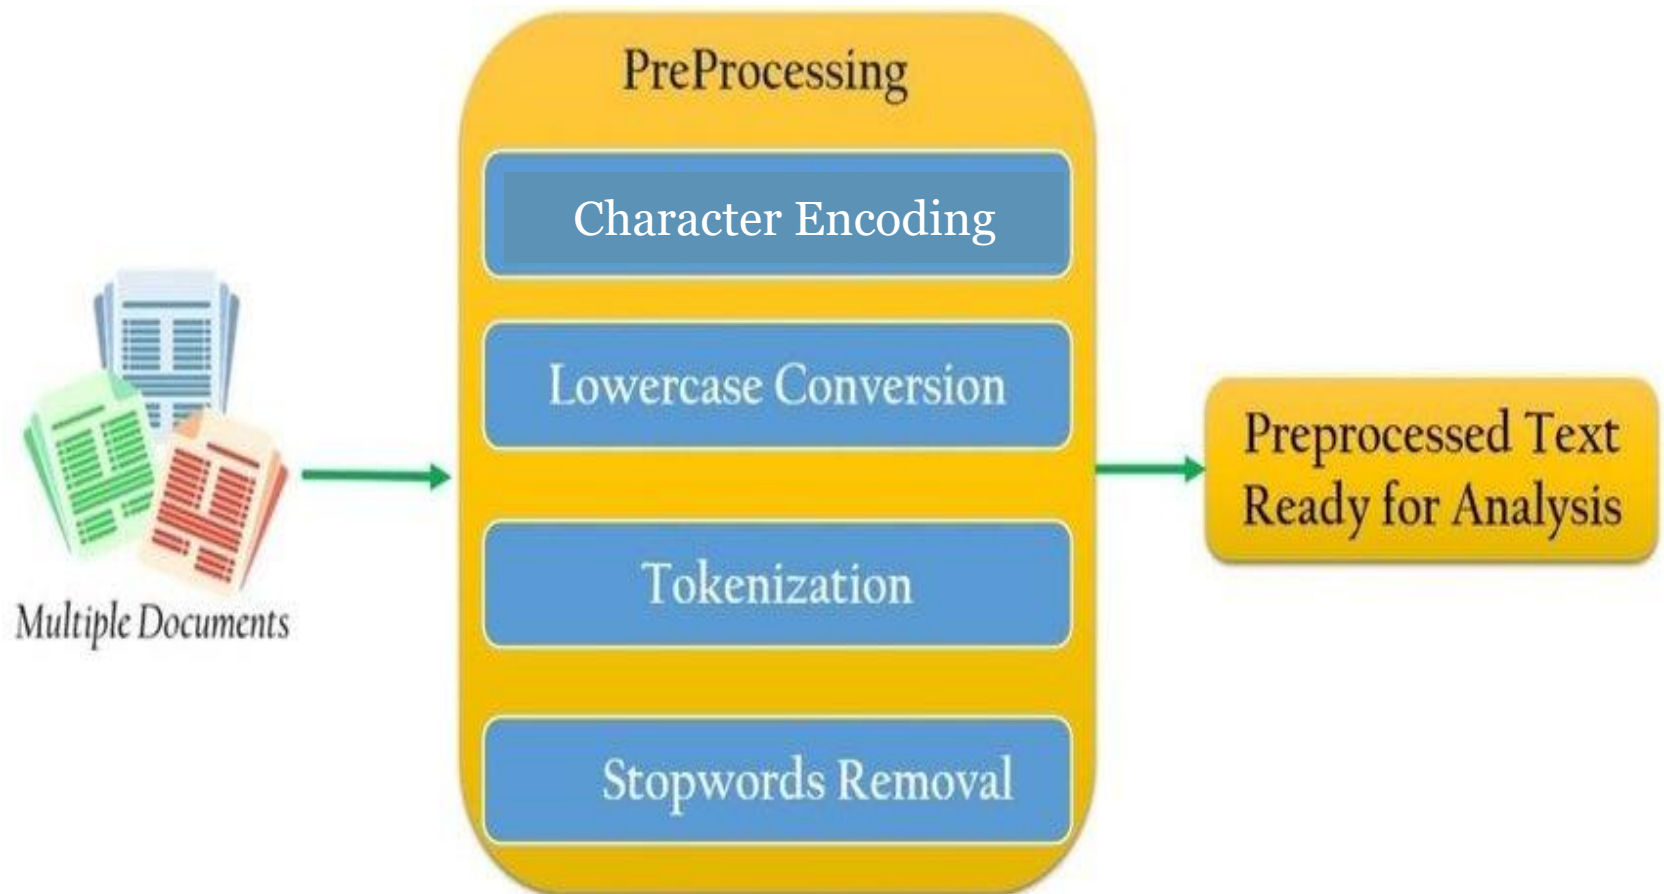 PreProcessing
Character Encoding
Lowercase Conversion
Tokenization
Stopwords Removal
Multiple Documents
Preprocessed Text
Ready for Analysis